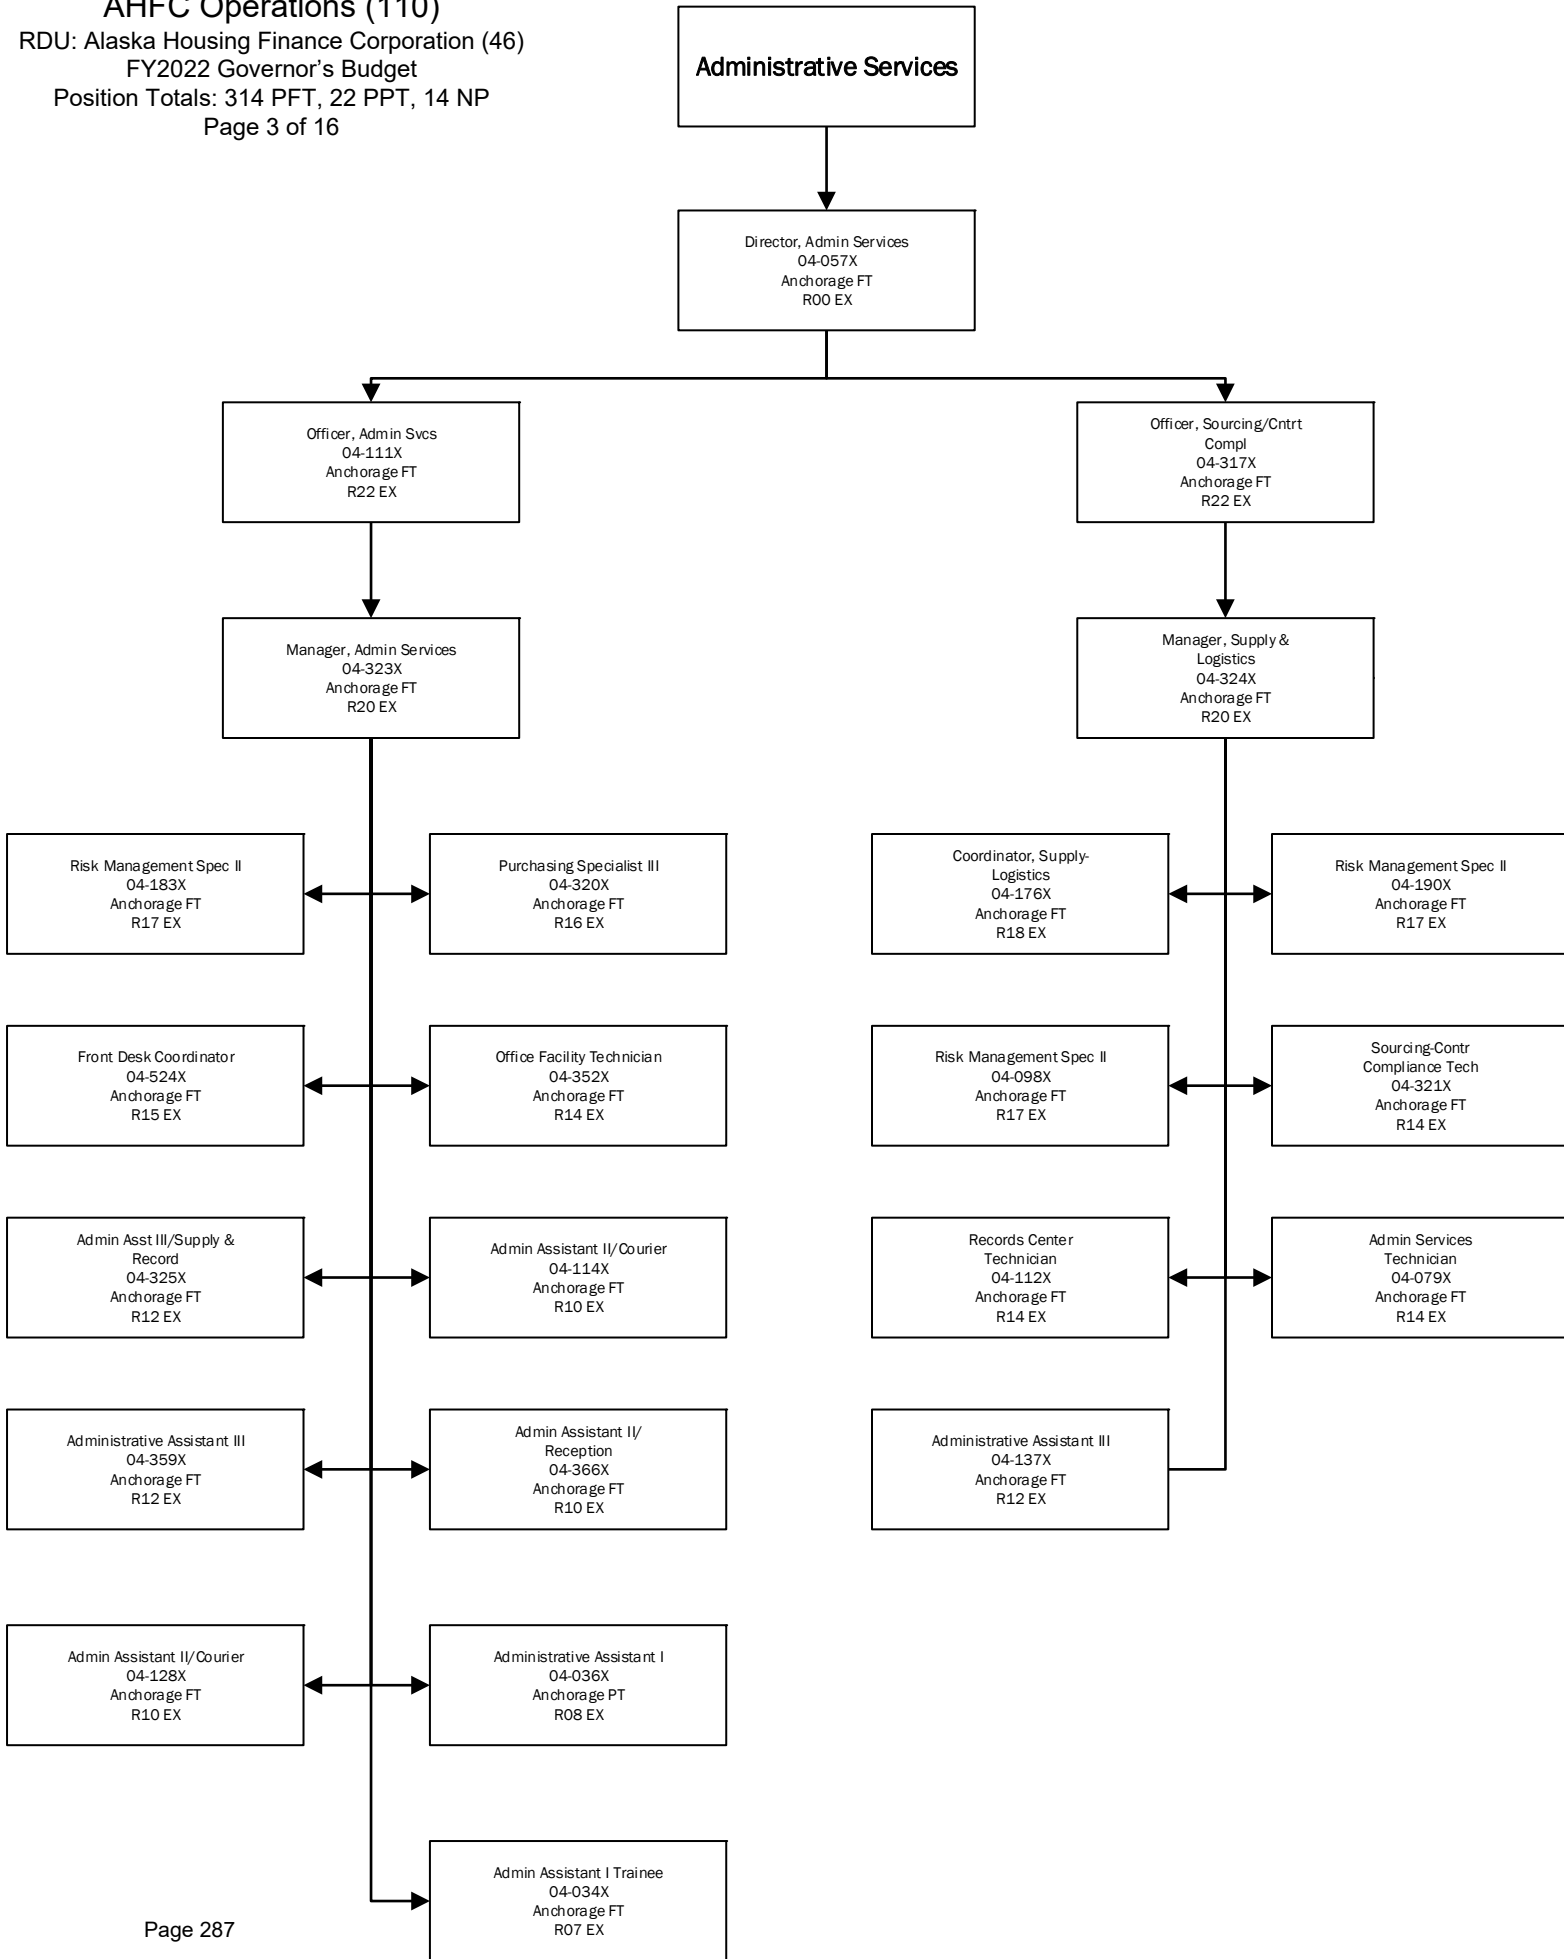 AHFC Operations (110)
RDU: Alaska Housing Finance Corporation (46)
FY2022 Governor's Budget
Position Totals: 314 PFT, 22 PPT, 14 NP
Page 3 of 16
Administrative Services
Director, Admin Services
04-057X
Anchorage FT
R00 EX
Officer, Admin Svcs
04-111X
Anchorage FT
R22 EX
Officer, Sourcing/Cntrt
Compl
04-317X
Anchorage FT
R22 EX
Manager, Admin Services
04-323X
Anchorage FT
R20 EX
Manager, Supply &
Logistics
04-324X
Anchorage FT
R20 EX
Risk Management Spec II
04-183X
Anchorage FT
R17 EX
Purchasing Specialist III
04-320X
Anchorage FT
R16 EX
Coordinator, Supply-
Logistics
04-176X
Anchorage FT
R18 EX
Risk Management Spec II
04-190X
Anchorage FT
R17 EX
Front Desk Coordinator
04-524X
Anchorage FT
R15 EX
Office Facility Technician
04-352X
Anchorage FT
R14 EX
Risk Management Spec II
04-098X
Anchorage FT
R17 EX
Sourcing-Contr
Compliance Tech
04-321X
Anchorage FT
R14 EX
Admin Asst III/Supply &
Record
04-325X
Anchorage FT
R12 EX
Admin Assistant II/Courier
04-114X
Anchorage FT
R10 EX
Records Center
Technician
04-112X
Anchorage FT
R14 EX
Admin Services
Technician
04-079X
Anchorage FT
R14 EX
Administrative Assistant III
04-359X
Anchorage FT
R12 EX
Admin Assistant II/
Reception
04-366X
Anchorage FT
R10 EX
Administrative Assistant III
04-137X
Anchorage FT
R12 EX
Admin Assistant II/Courier
04-128X
Anchorage FT
R10 EX
Administrative Assistant I
04-036X
Anchorage PT
R08 EX
Admin Assistant I Trainee
04-034X
Anchorage FT
R07 EX
Page 287